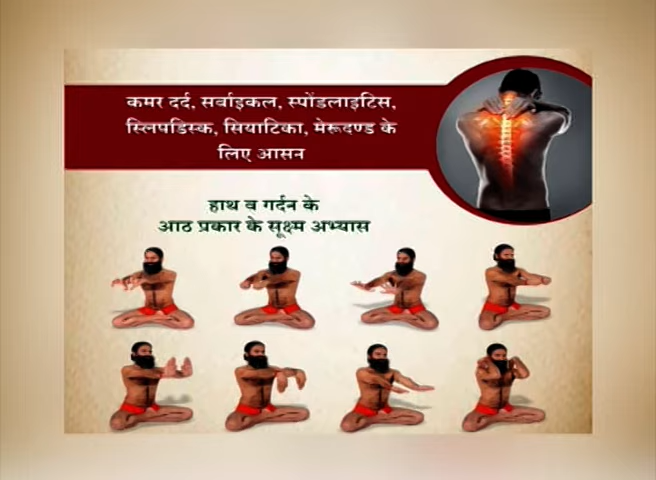 कमर दर्द, सर्वाइकल, स्पोंडलाइटिस,
स्लिपडिस्क, सियाटिका, मेरूदण्ड के
लिए आसन
हाथ व गर्दन के
आठ प्रकार के सूक्ष्म अभ्यास